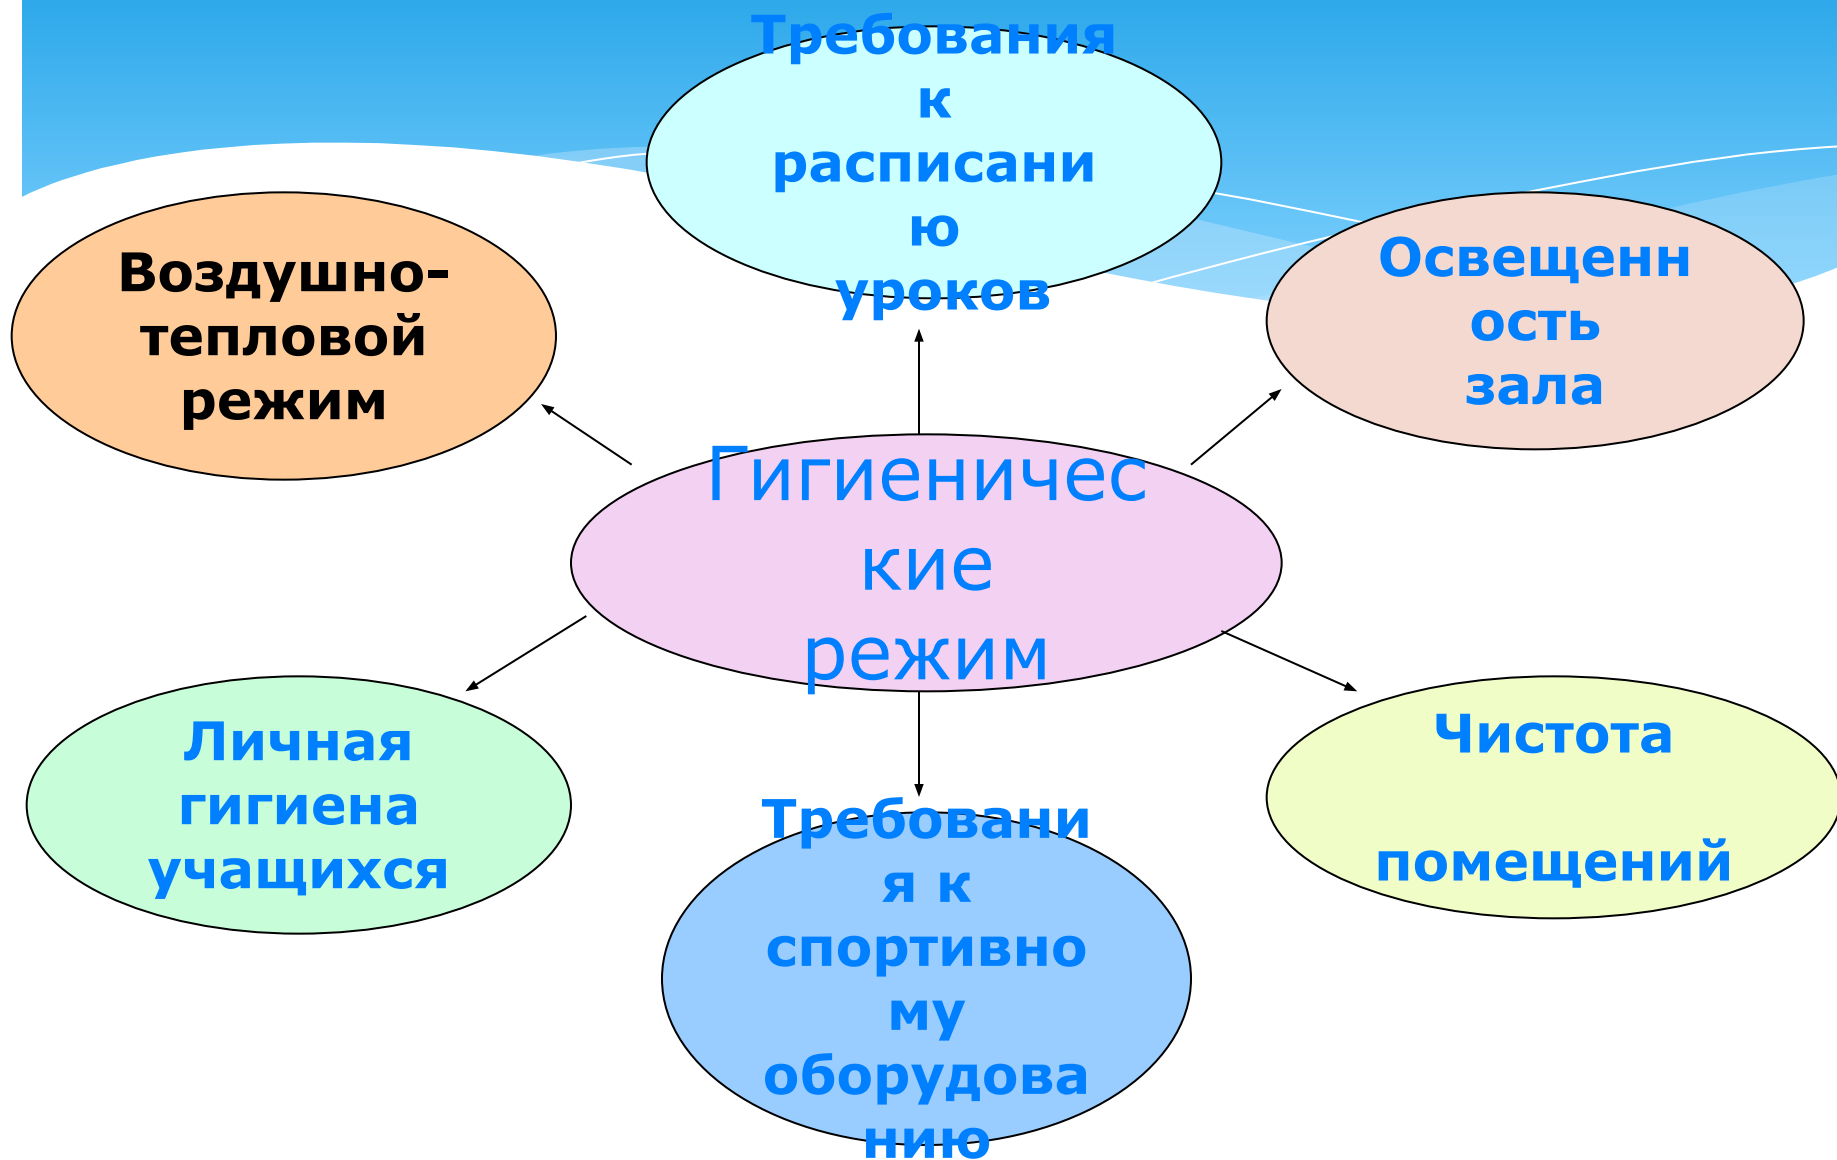 Требования
к
расписани
ю
уроков
Воздушно-
тепловой
режим
Освещенн
ость
зала
Гигиеничес
кие
режим
Личная
гигиена
учащихся
Чистота
помещений
Требовани
я к
спортивно
му
оборудова
нию